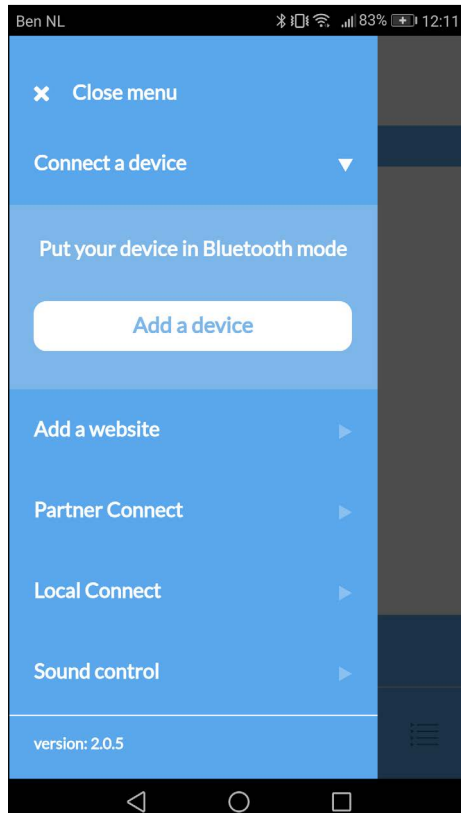 Ben NL 83% 12:11
Close menu
Connect a device
Put your device in Bluetooth mode
Add a device
Add a website
Partner Connect
Local Connect
Sound control
version: 2.0.5